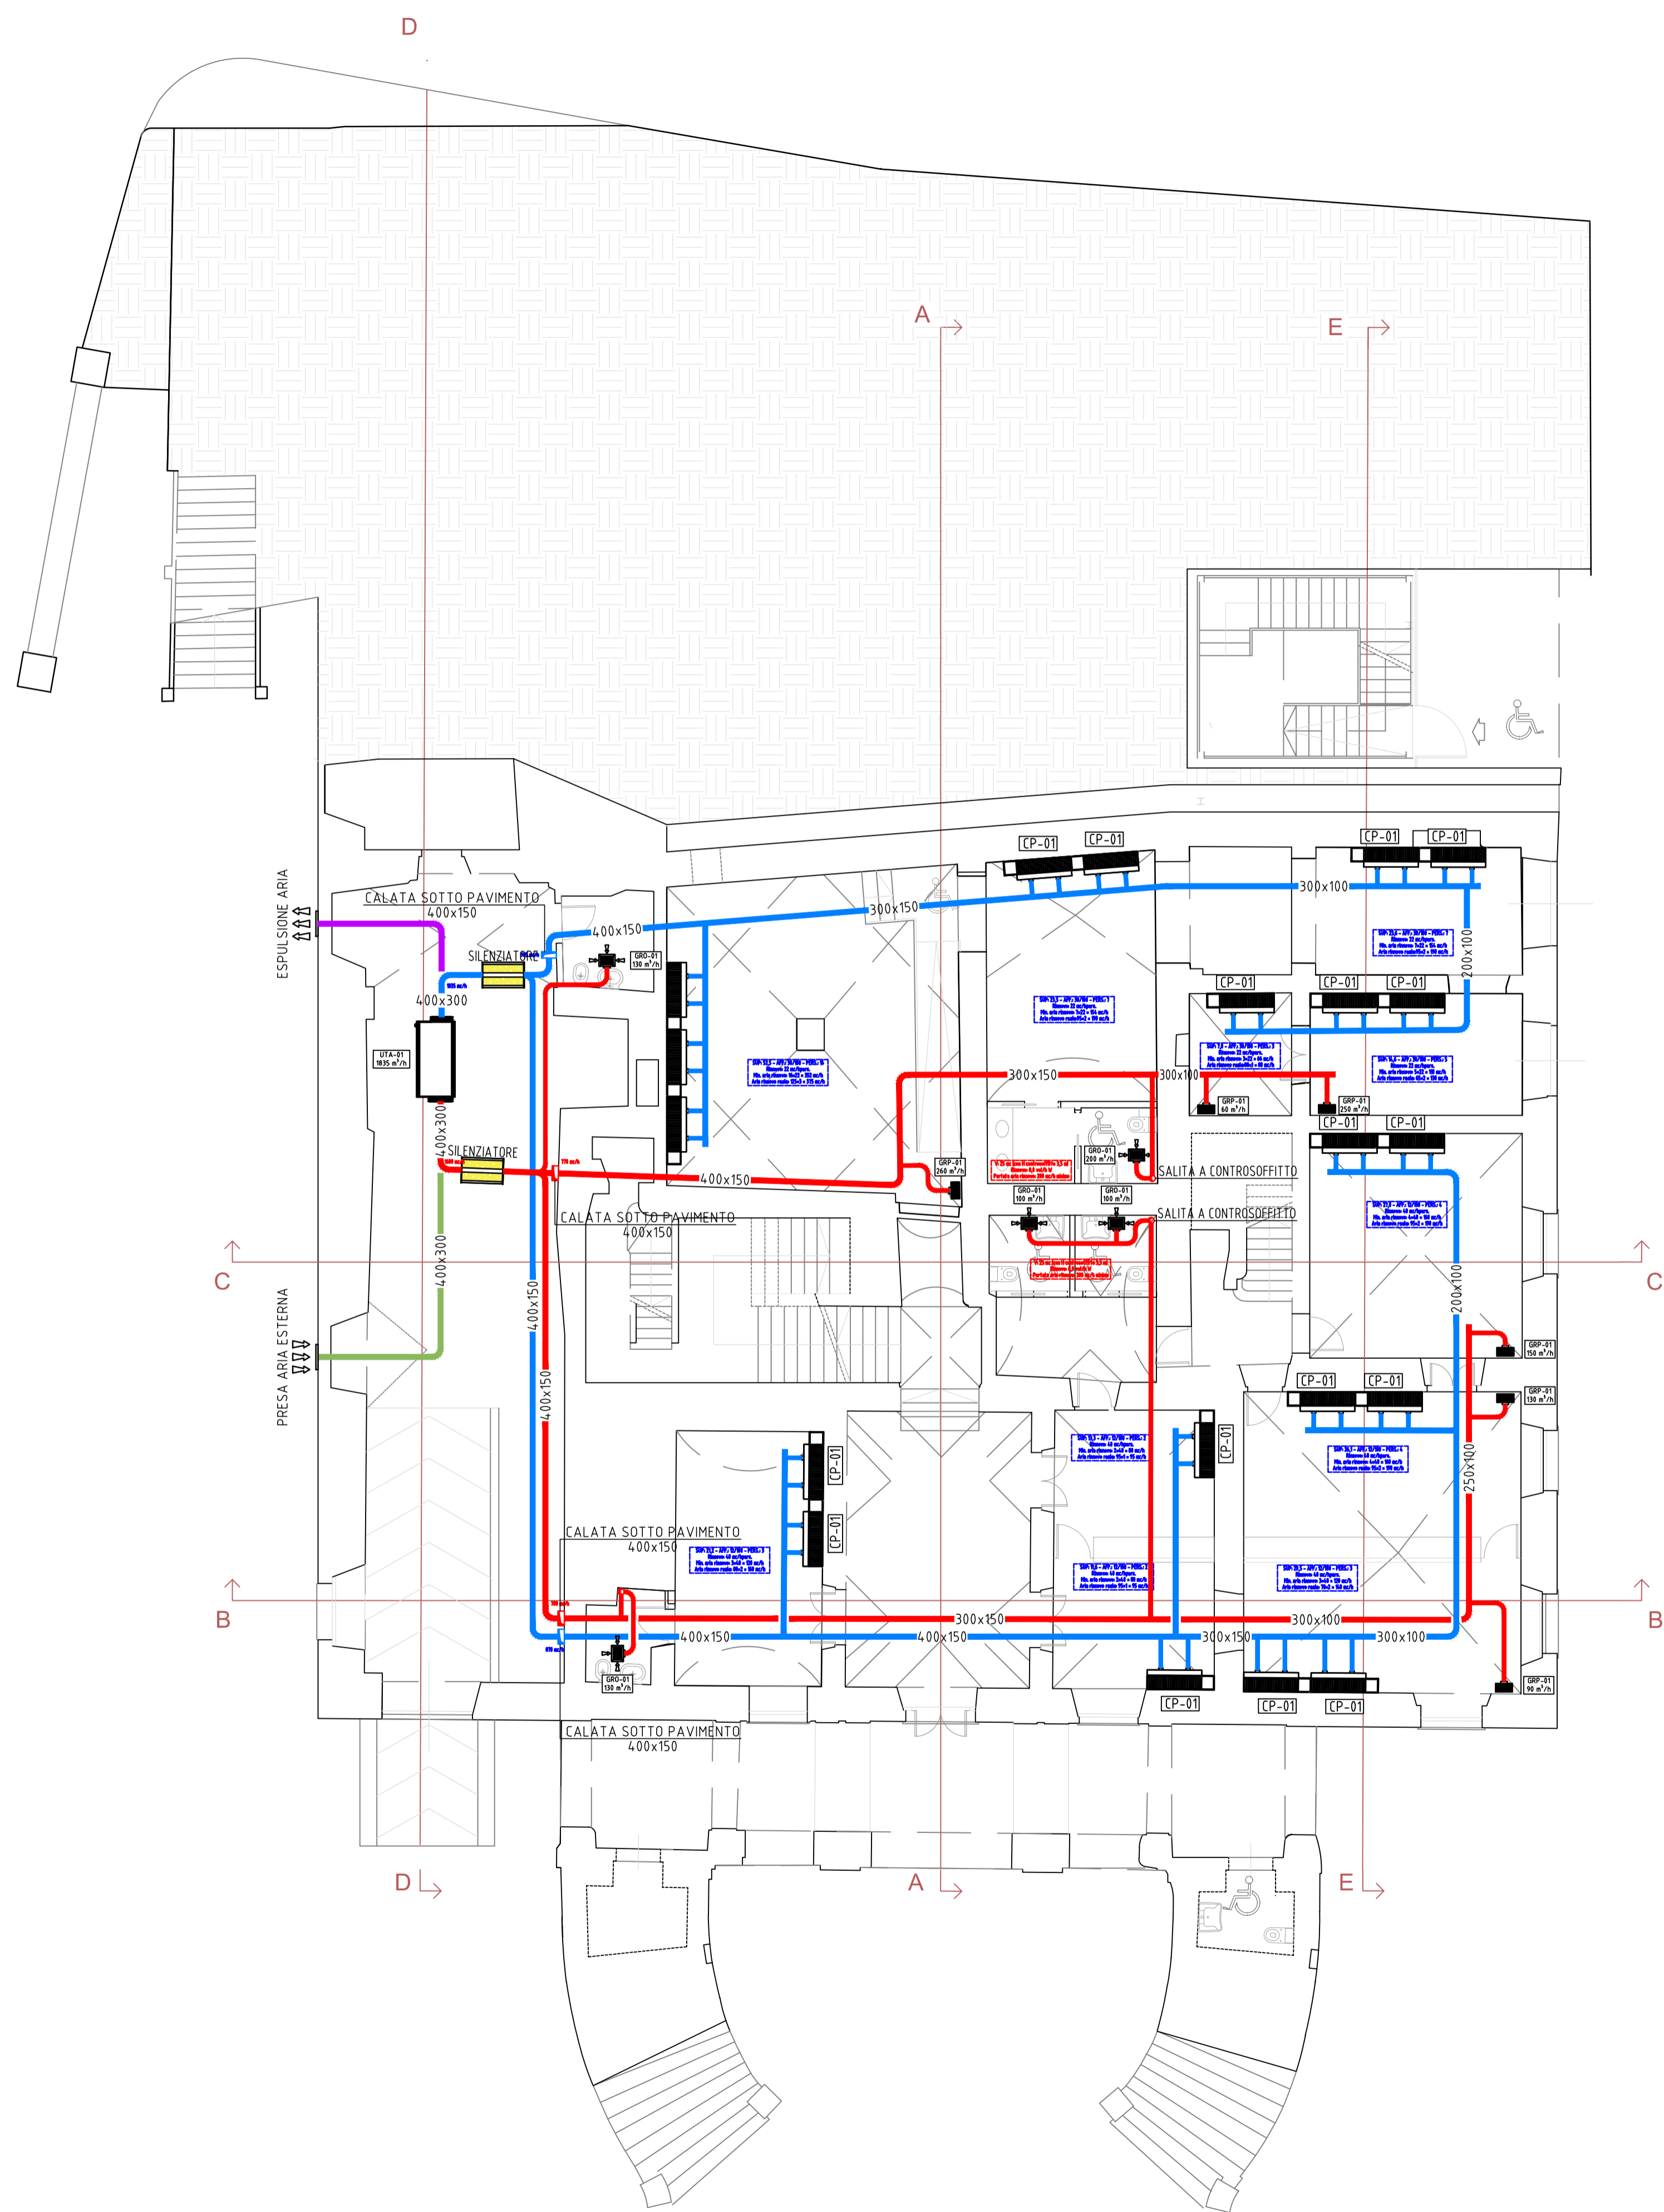 D
A
E
CP-01
CP-01
CP-01
CP-01
ESPULSIONE ARIA
CALATA SOTTO PAVIMENTO
400x150
300x100
300x150
400x150
SILENZIATORE
GRO-01
130 m³/h
200x100
400x300
CP-01
CP-01
CP-01
UTA-01
1835 m³/h
300x150
300x100
GRP-01
60 m³/h
GRP-01
250 m³/h
400x300
SILENZIATORE
CP-01
CP-01
GRO-01
200 m³/h
GRP-01
260 m³/h
400x150
SALITA A CONTROSOFFITTO
GRO-01
100 m³/h
GRO-01
100 m³/h
SALITA A CONTROSOFFITTO
CALATA SOTTO PAVIMENTO
400x150
400x300
C
C
200x100
PRESA ARIA ESTERNA
400x150
400x150
GRP-01
150 m³/h
CP-01
CP-01
GRP-01
130 m³/h
CP-01
CP-01
CP-01
250x100
CALATA SOTTO PAVIMENTO
400x150
B
B
300x150
300x100
400x150
400x150
300x150
300x100
GRO-01
130 m³/h
GRP-01
90 m³/h
CP-01
CP-01
CP-01
CALATA SOTTO PAVIMENTO
400x150
D
A
E